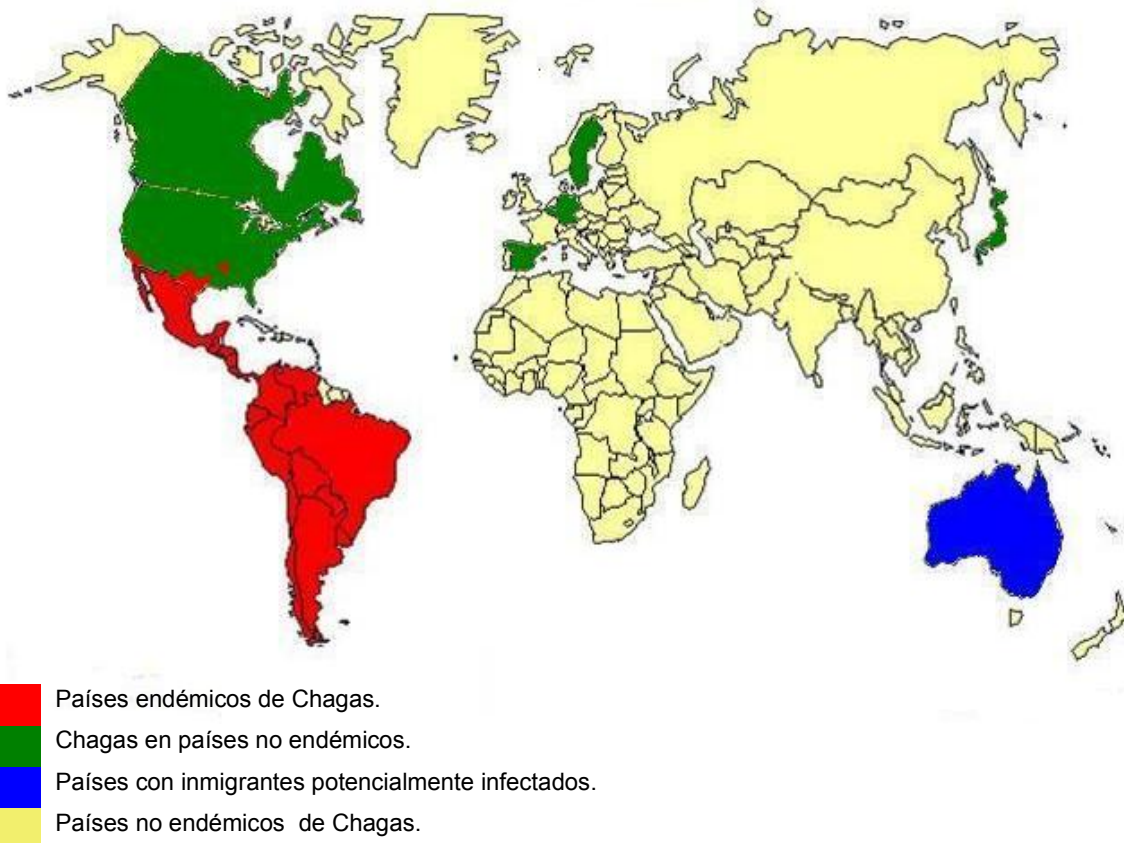 Países endémicos de Chagas.
Chagas en países no endémicos.
Países con inmigrantes potencialmente infectados.
Países no endémicos  de Chagas.